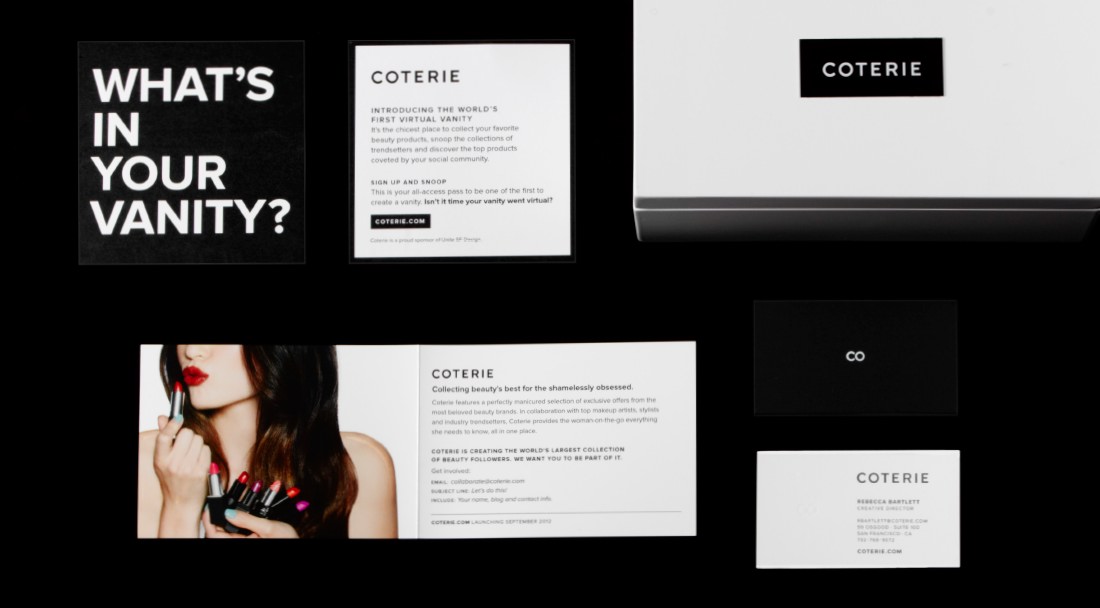 WHAT'S
IN
YOUR
VANITY?
COTERIE
INTRODUCING THE WORLD'S
FIRST VIRTUAL VANITY
It's the chicest place to collect your favorite
beauty products, snoop the collections of
trendsetters and discover the top products
coveted by your social community.
SIGN UP AND SNOOP
This is your all-access pass to be one of the first to
create a vanity. Isn't it time your vanity went virtual?
COTERIE.COM
Coterie is a proud sponsor of Unite SF Design.
COTERIE
COTERIE
Collecting beauty's best for the shamelessly obsessed.
Coterie features a perfectly manicured selection of exclusive offers from the
most beloved beauty brands. In collaboration with top makeup artists, stylists
and industry trendsetters, Coterie provides the woman-on-the-go everything
she needs to know, all in one place.
COTERIE IS CREATING THE WORLD'S LARGEST COLLECTION
OF BEAUTY FOLLOWERS. WE WANT YOU TO BE PART OF IT.
Get involved:
EMAIL: collaborate@coterie.com
SUBJECT LINE: Let's do this!
INCLUDE: Your name, blog and contact info.
COTERIE.COM LAUNCHING SEPTEMBER 2012
CO
COTERIE
REBECCA BARTLETT
CREATIVE DIRECTOR
RBARTLETT@COTERIE.COM
99 OSGOOD SUITE 100
SAN FRANCISCO CA
COTERIE.COM